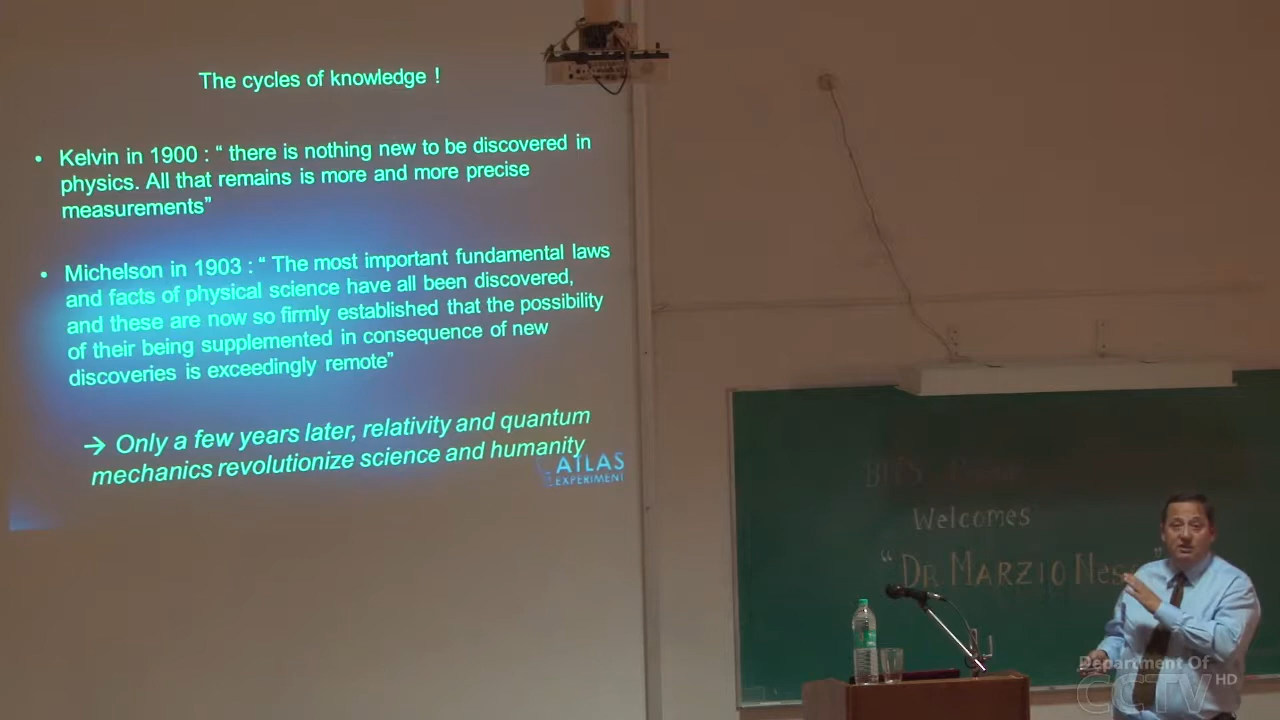 The cycles of knowledge !
• Kelvin in 1900 : “ there is nothing new to be discovered in
physics. All that remains is more and more precise
measurements”
• Michelson in 1903 : “ The most important fundamental laws
and facts of physical science have all been discovered,
and these are now so firmly established that the possibility
of their being supplemented in consequence of new
discoveries is exceedingly remote”
→ Only a few years later, relativity and quantum
mechanics revolutionize science and humanity
ATLAS
EXPERIMENT
BITS
Welcomes
“DR MARZIO
Department Of
CCTV HD